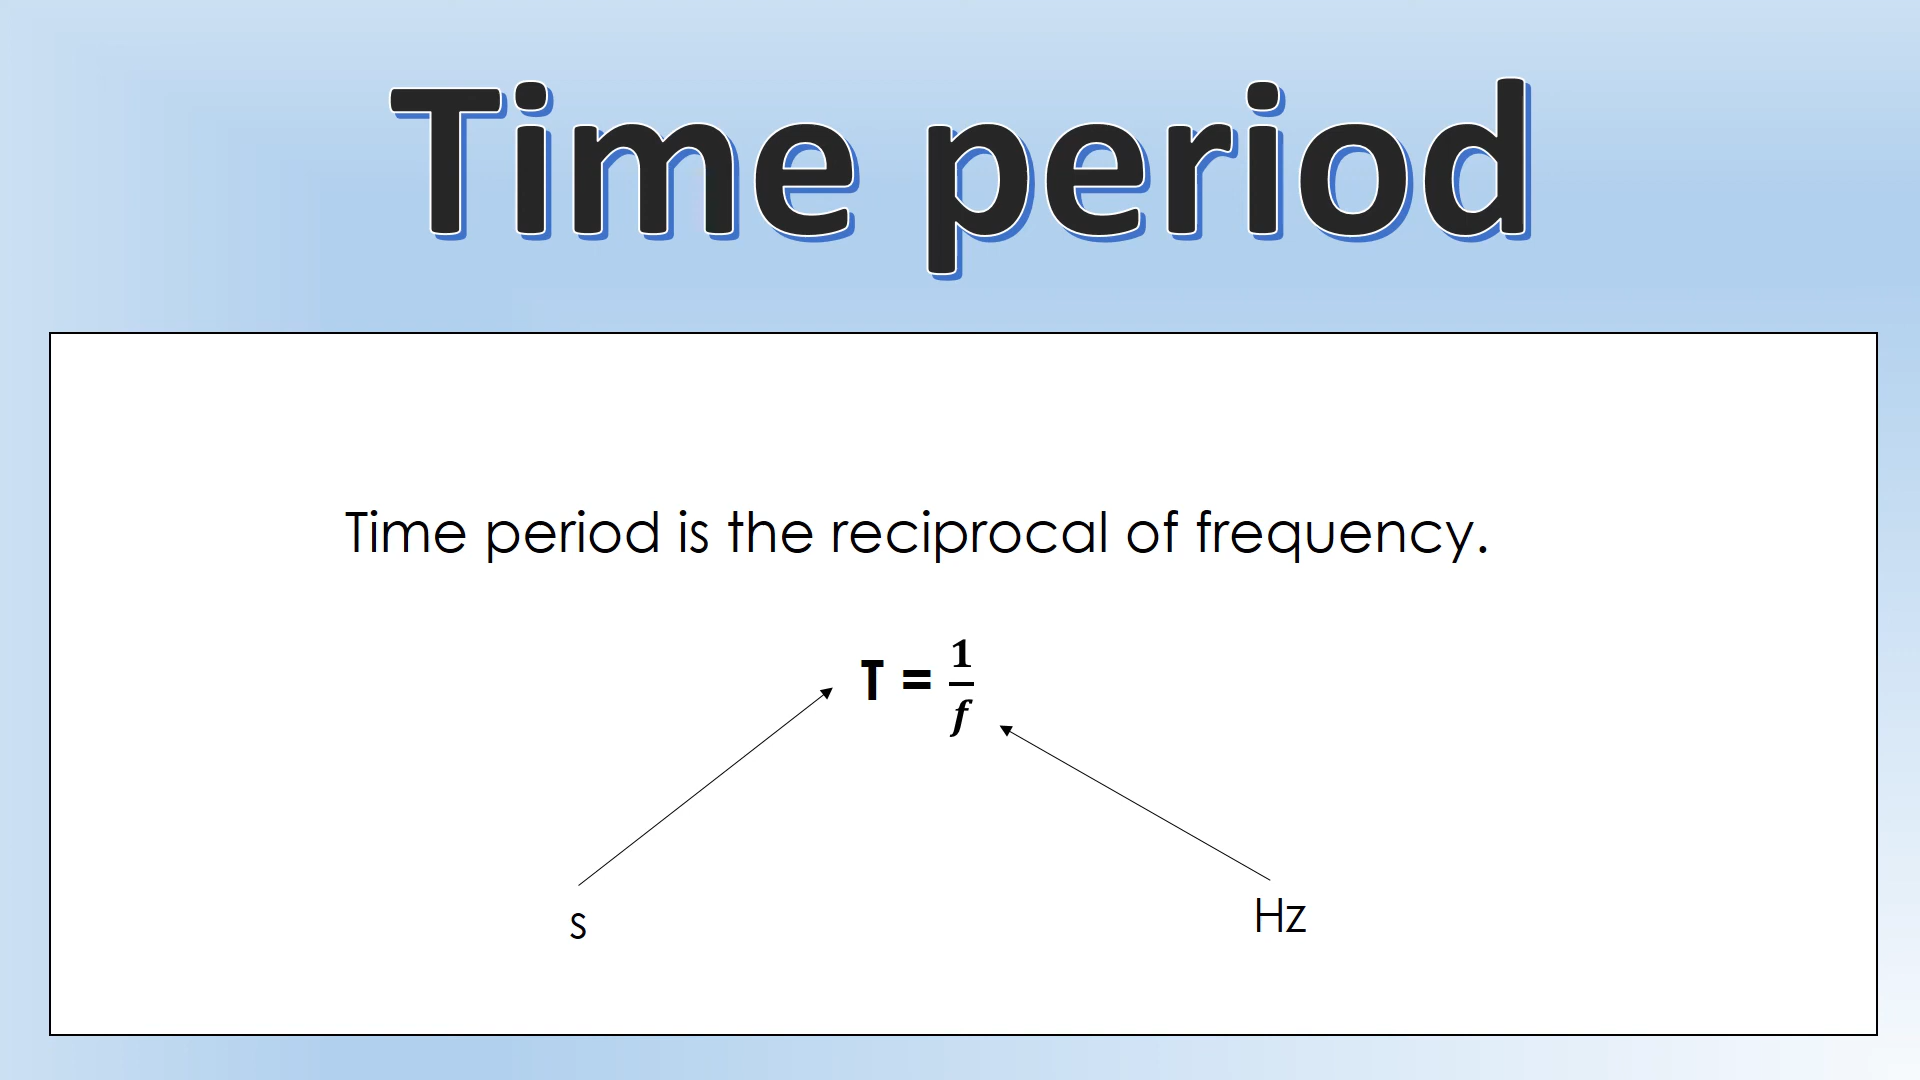 Time period
Time period is the reciprocal of frequency.
T = 1/f
s
Hz